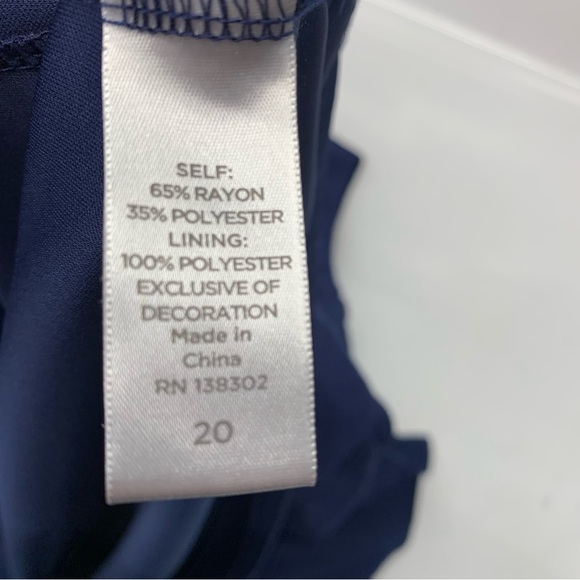 SELF:
65% RAYON
35% POLYESTER
LINING:
100% POLYESTER
EXCLUSIVE OF
DECORATION
Made in
China
RN 138302
20